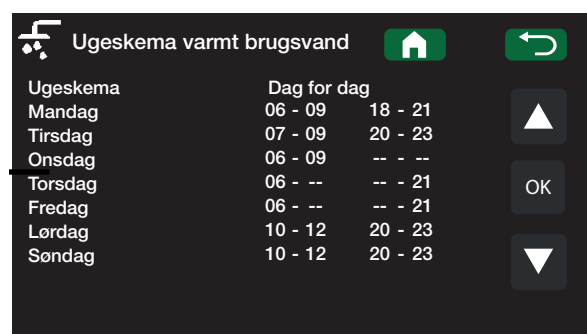 Ugeskema varmt brugsvand
Ugeskema Dag for dag
Mandag 06 - 09 18 - 21
Tirsdag 07 - 09 20 - 23
Onsdag 06 - 09 -- - --
Torsdag 06 - -- -- - 21
Fredag 06 - -- -- - 21
Lørdag 10 - 12 20 - 23
Søndag 10 - 12 20 - 23
OK